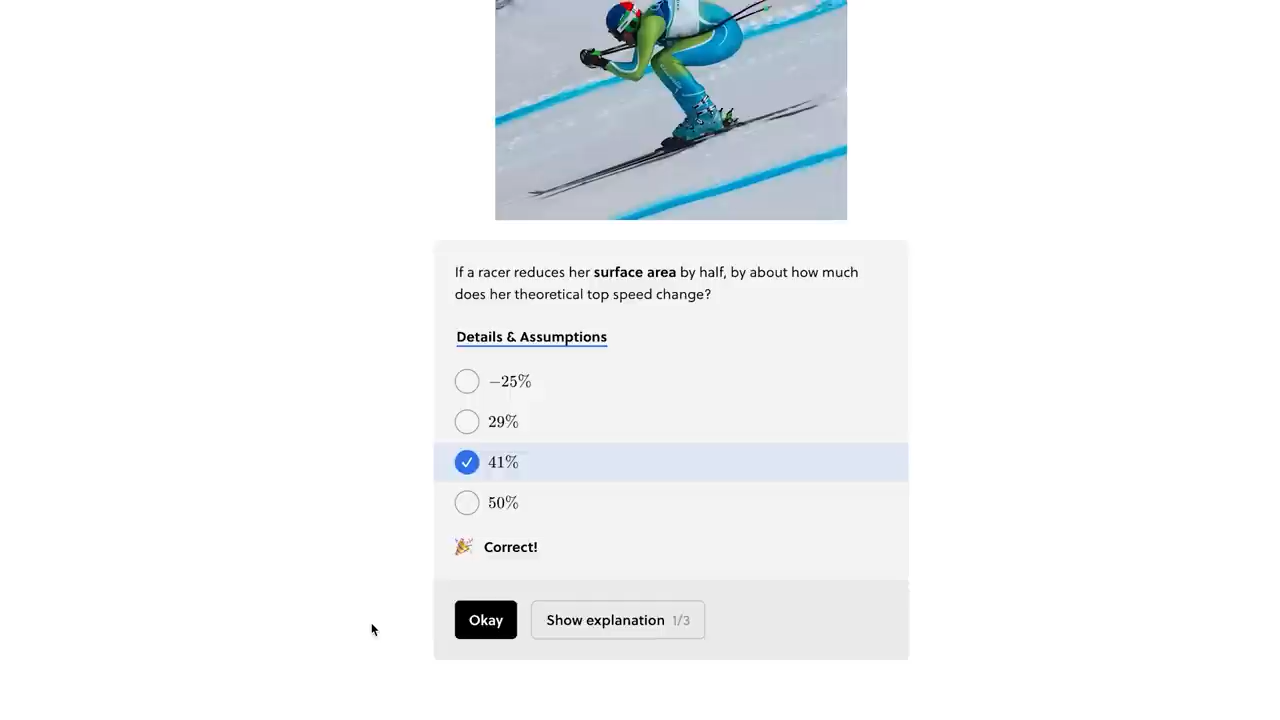 If a racer reduces her surface area by half, by about how much
does her theoretical top speed change?
Details & Assumptions
−25%
29%
41%
50%
Correct!
Okay
Show explanation 1/3